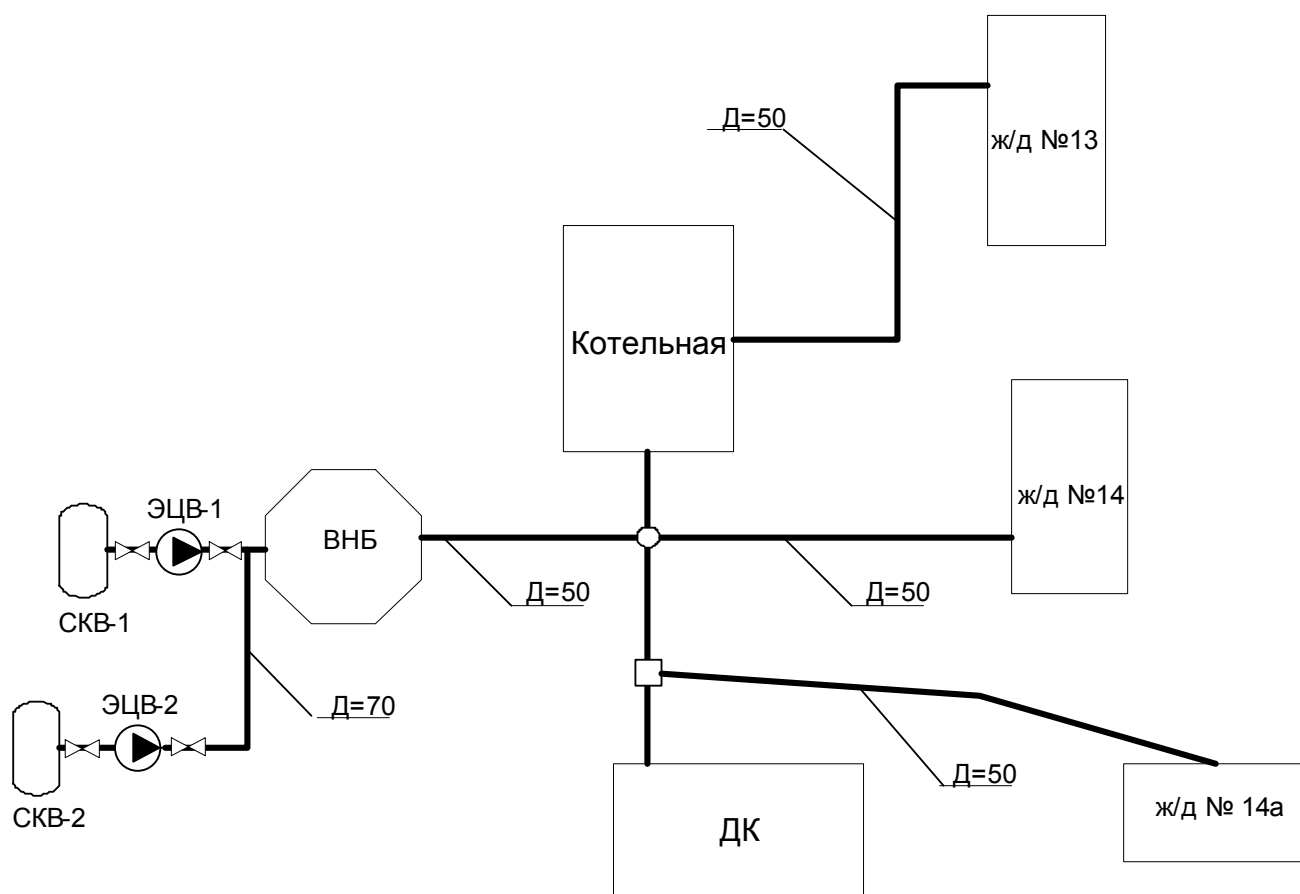 Д=50
ж/д №13
Котельная
ж/д №14
ЭЦВ-1
ВНБ
Д=50
Д=50
СКВ-1
ЭЦВ-2
Д=70
Д=50
СКВ-2
ДК
ж/д № 14а